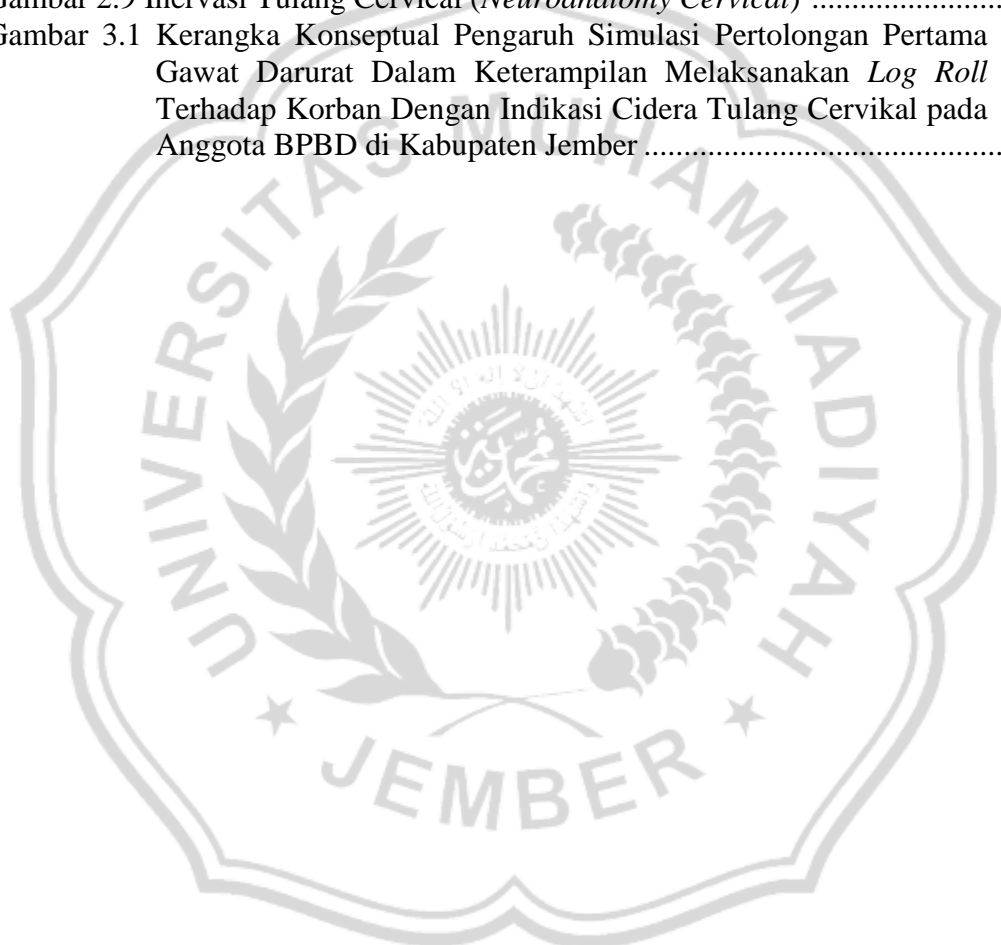 Gambar 2.9 Inervasi Tulang Cervical (Neuroanatomy Cervical) ........................
Gambar 3.1 Kerangka Konseptual Pengaruh Simulasi Pertolongan Pertama
Gawat Darurat Dalam Keterampilan Melaksanakan Log Roll
Terhadap Korban Dengan Indikasi Cidera Tulang Cervikal pada
Anggota BPBD di Kabupaten Jember ..............................................
UNIVERSITAS MUHAMMADIYAH
JEMBER